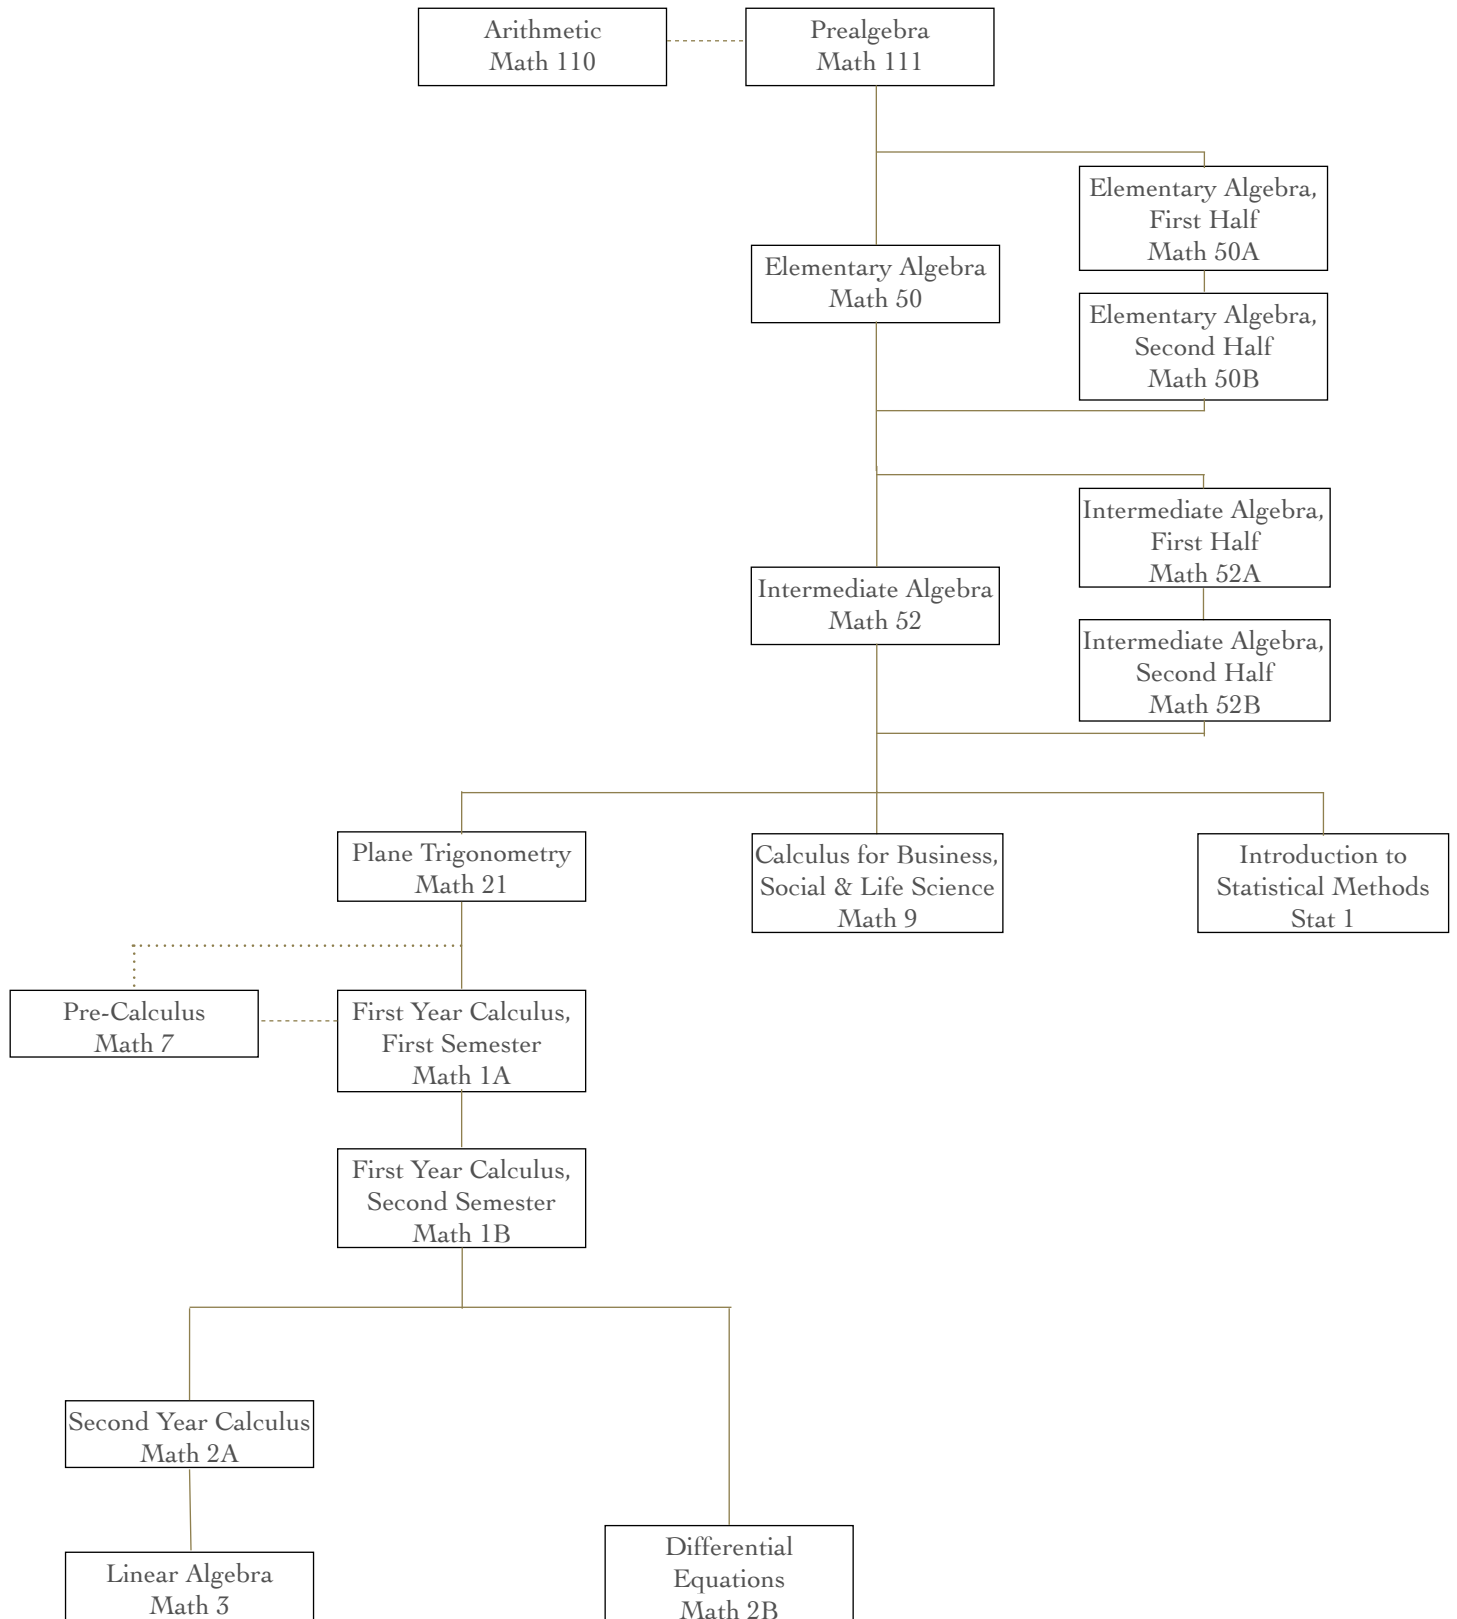 Arithmetic
Math 110
Prealgebra
Math 111
Elementary Algebra,
First Half
Math 50A
Elementary Algebra
Math 50
Elementary Algebra,
Second Half
Math 50B
Intermediate Algebra,
First Half
Math 52A
Intermediate Algebra
Math 52
Intermediate Algebra,
Second Half
Math 52B
Plane Trigonometry
Math 21
Calculus for Business,
Social & Life Science
Math 9
Introduction to
Statistical Methods
Stat 1
Pre-Calculus
Math 7
First Year Calculus,
First Semester
Math 1A
First Year Calculus,
Second Semester
Math 1B
Second Year Calculus
Math 2A
Linear Algebra
Math 3
Differential
Equations
Math 2B